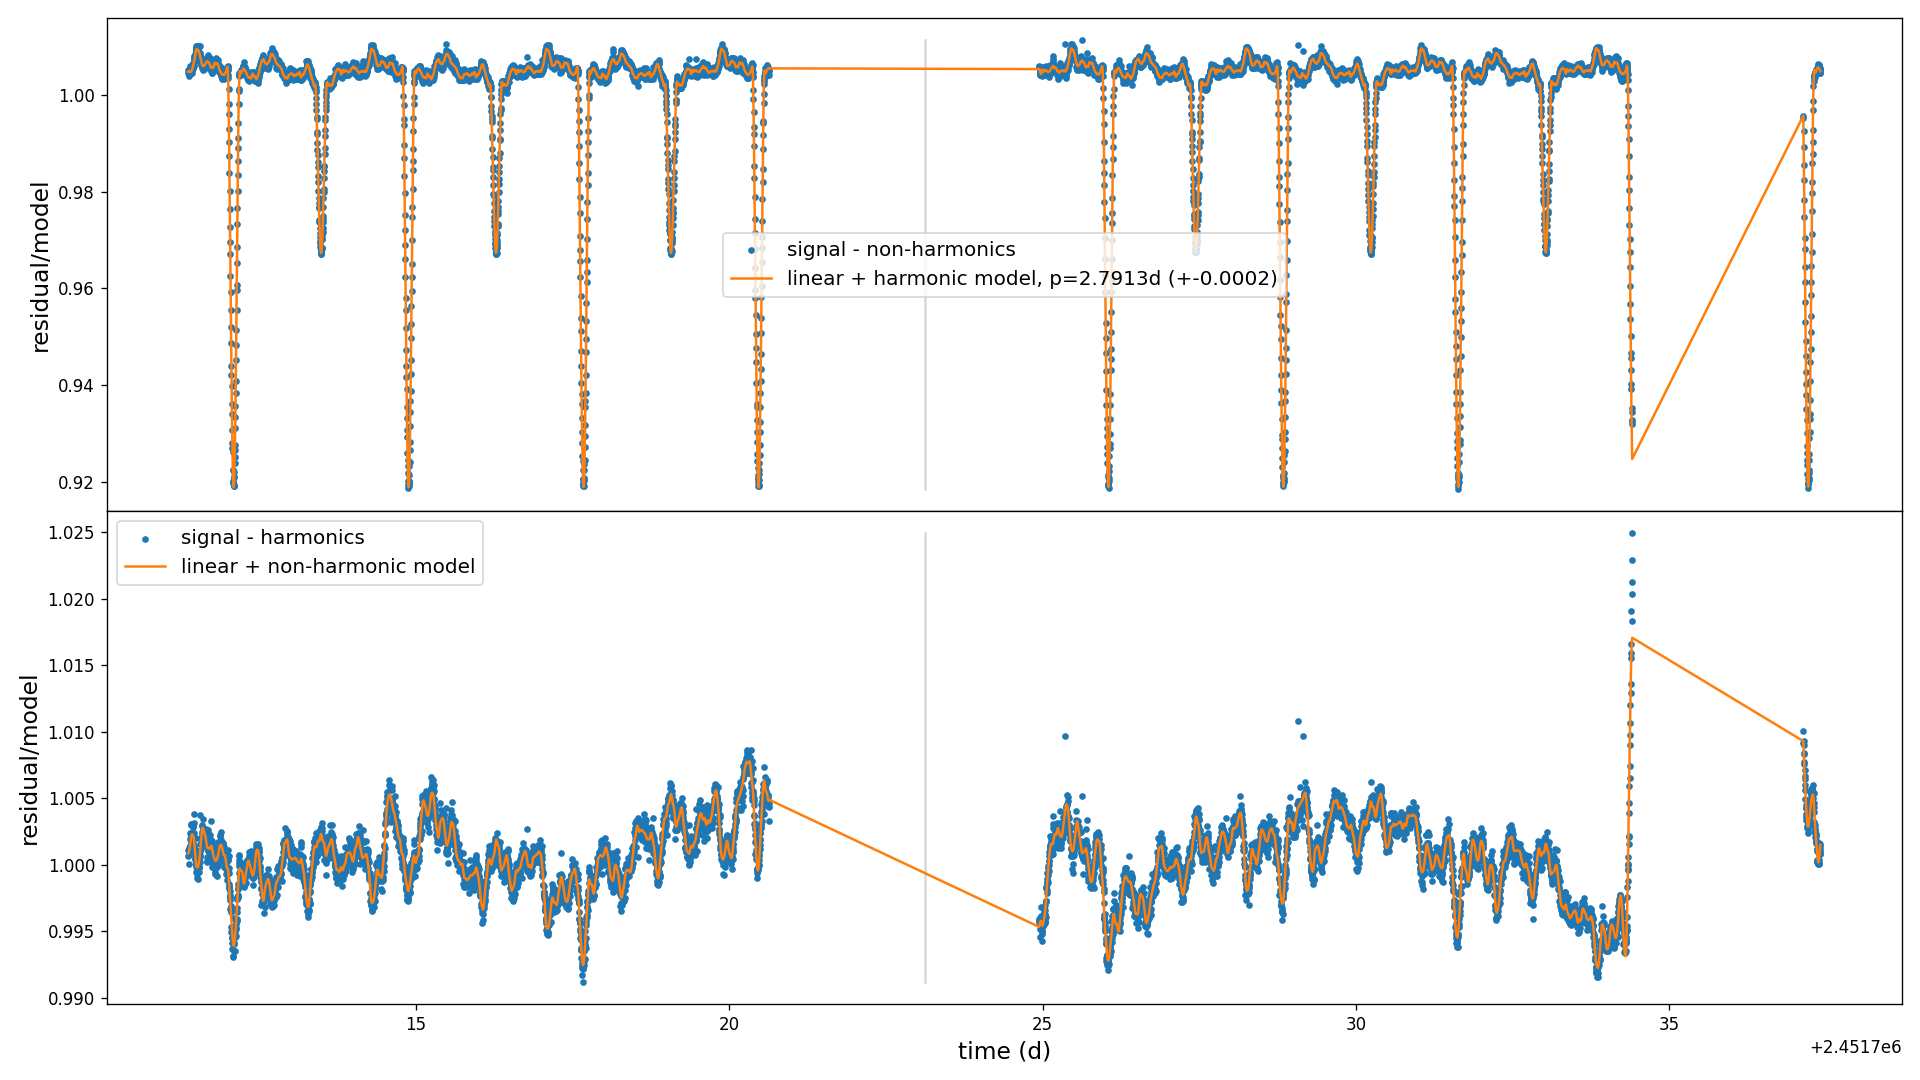 1.00
0.98
0.96
0.94
0.92
residual/model
signal - non-harmonics
linear + harmonic model, p=2.7913d (+-0.0002)
signal - harmonics
linear + non-harmonic model
1.025
1.020
1.015
1.010
1.005
1.000
0.995
0.990
residual/model
15
20
25
30
35
time (d)
+2.4517e6